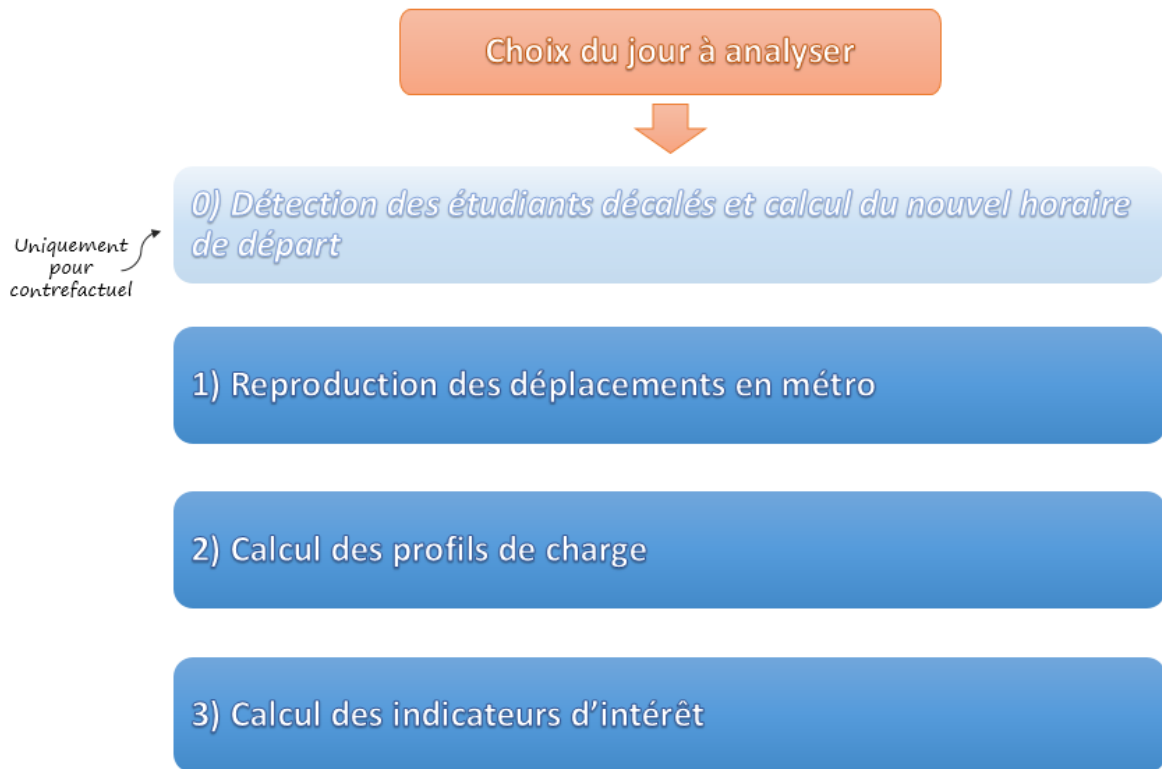 Choix du jour à analyser
0) Détection des étudiants décalés et calcul du nouvel horaire
de départ
Uniquement
pour
contrefactuel
1) Reproduction des déplacements en métro
2) Calcul des profils de charge
3) Calcul des indicateurs d’intérêt